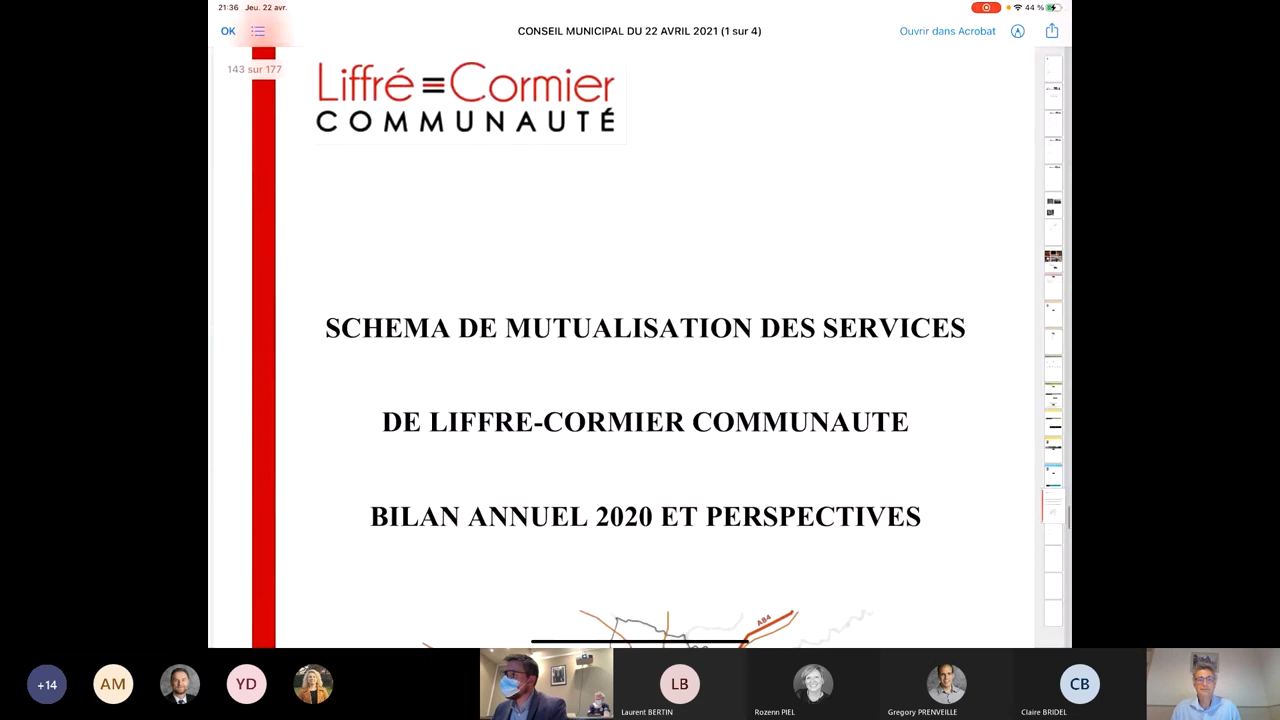 21:36 Jeu. 22 avr.
44 %
OK
CONSEIL MUNICIPAL DU 22 AVRIL 2021 (1 sur 4)
Ouvrir dans Acrobat
143 sur 177
Liffré Cormier
COMMUNAUTÉ
SCHEMA DE MUTUALISATION DES SERVICES
DE LIFFRE-CORMIER COMMUNAUTE
BILAN ANNUEL 2020 ET PERSPECTIVES
A84
+14
AM
YD
LB
CB
Laurent BERTIN
Rozenn PIEL
Gregory PRENVEILLE
Claire BRIDEL